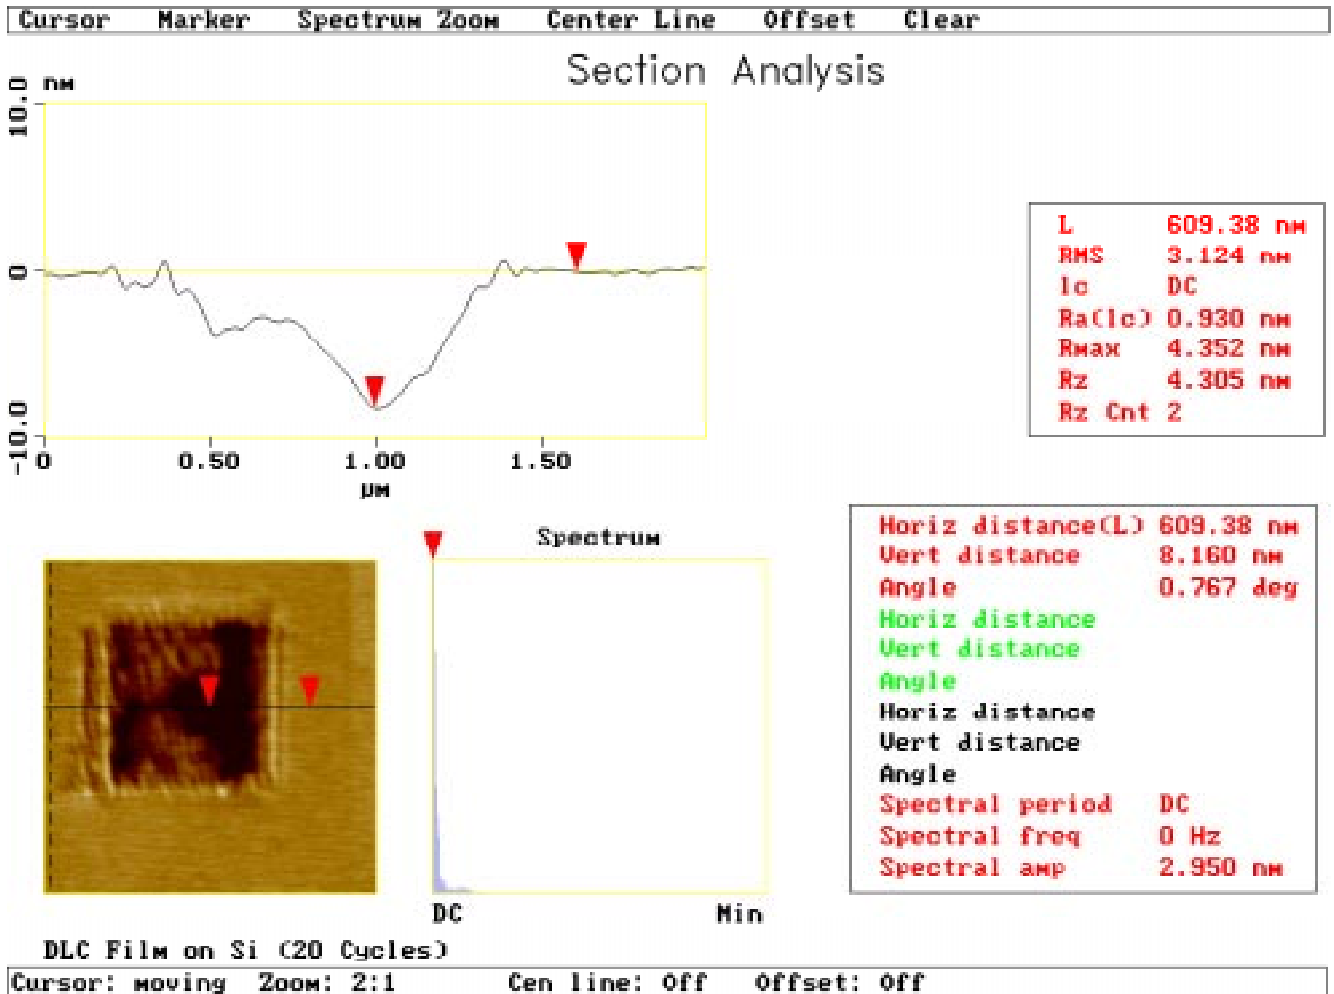 Cursor Marker Spectrum Zoom Center Line Offset Clear
Section Analysis
nm
10.0
0
-10.0
0 0.50 1.00 1.50
µm
L 609.38 nm
RMS 3.124 nm
lc DC
Ra(lc) 0.930 nm
Rmax 4.352 nm
Rz 4.305 nm
Rz Cnt 2
Spectrum
DC Min
Horiz distance(L) 609.38 nm
Vert distance 8.160 nm
Angle 0.767 deg
Horiz distance
Vert distance
Angle
Horiz distance
Vert distance
Angle
Spectral period DC
Spectral freq 0 Hz
Spectral amp 2.950 nm
DLC Film on Si (20 Cycles)
Cursor: moving Zoom: 2:1 Cen line: Off Offset: Off